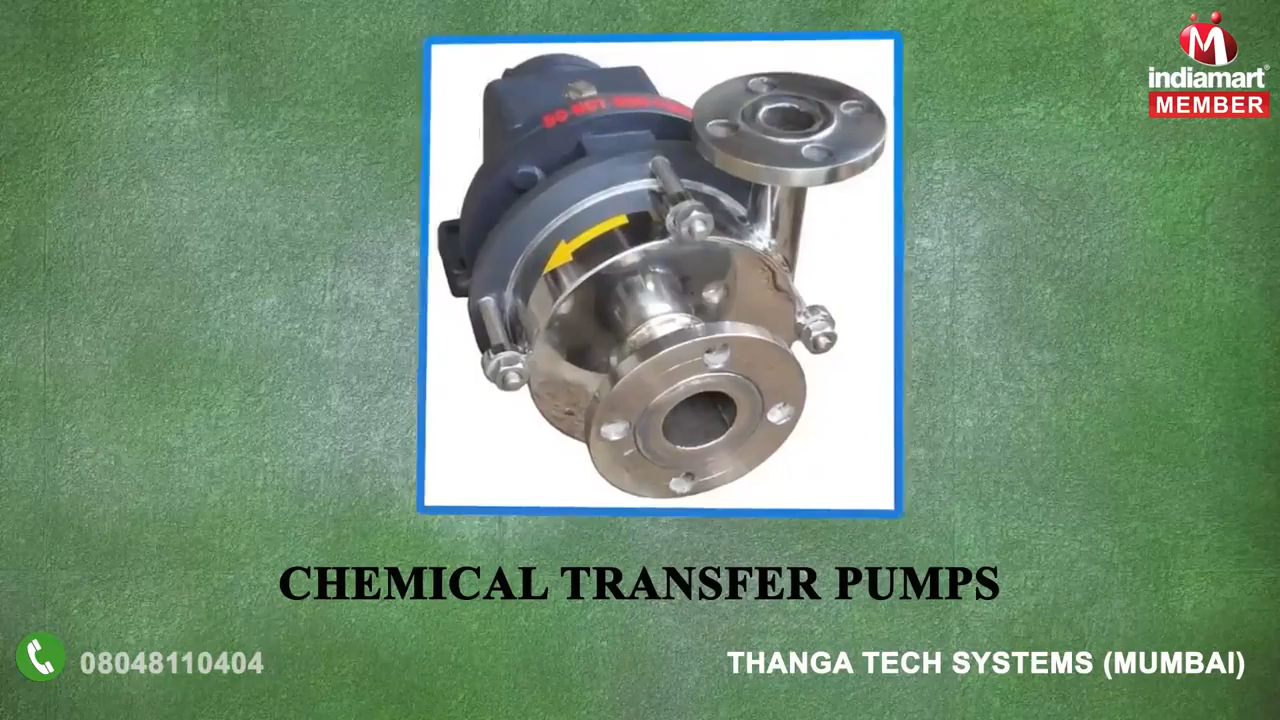 indiamart
MEMBER
CHEMICAL TRANSFER PUMPS
08048110404
THANGA TECH SYSTEMS (MUMBAI)